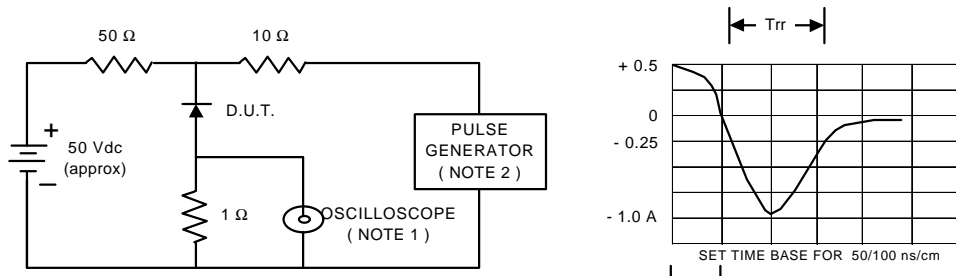 50 Ω
10 Ω
D.U.T.
+
50 Vdc
(approx)
−
1 Ω
OSCILLOSCOPE
( NOTE 1 )
PULSE
GENERATOR
( NOTE 2 )
Trr
+ 0.5
0
- 0.25
- 1.0 A
SET TIME BASE FOR 50/100 ns/cm